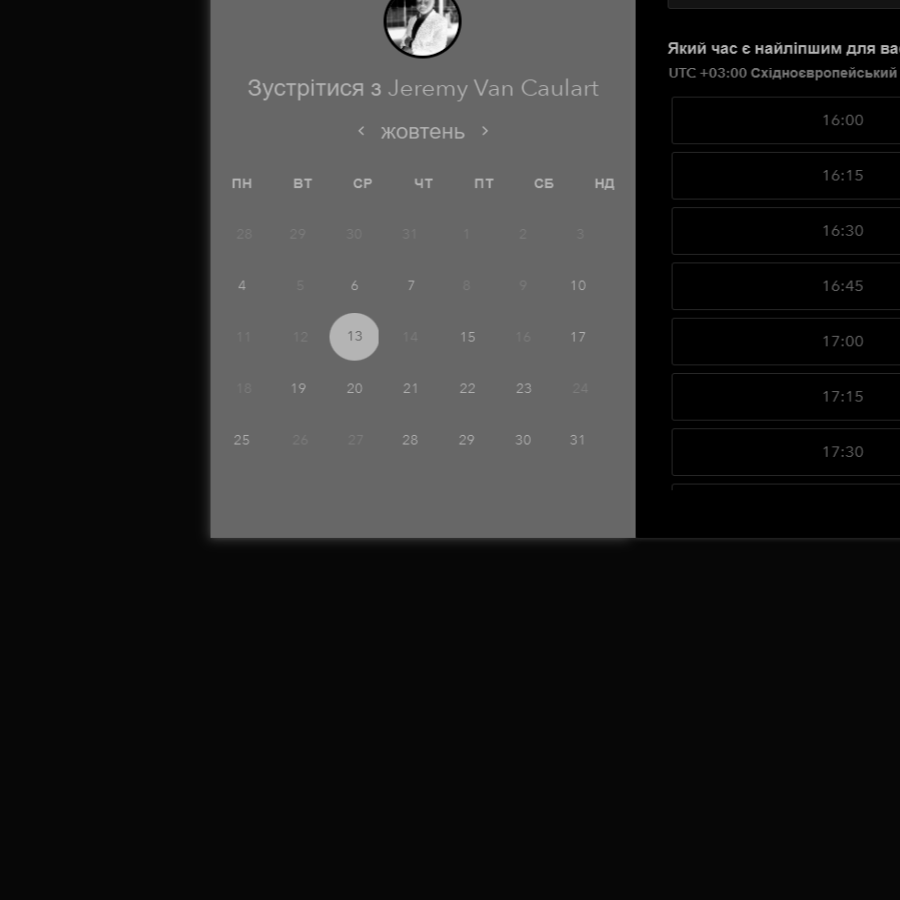 Зустрітися з Jeremy Van Caulart
жовтень
ПН ВТ СР ЧТ ПТ СБ НД
28 29 30 31 1 2 3
4 5 6 7 8 9 10
11 12 13 14 15 16 17
18 19 20 21 22 23 24
25 26 27 28 29 30 31
Який час є найліпшим для
UTC +03:00 Східноєвропейський
16:00
16:15
16:30
16:45
17:00
17:15
17:30